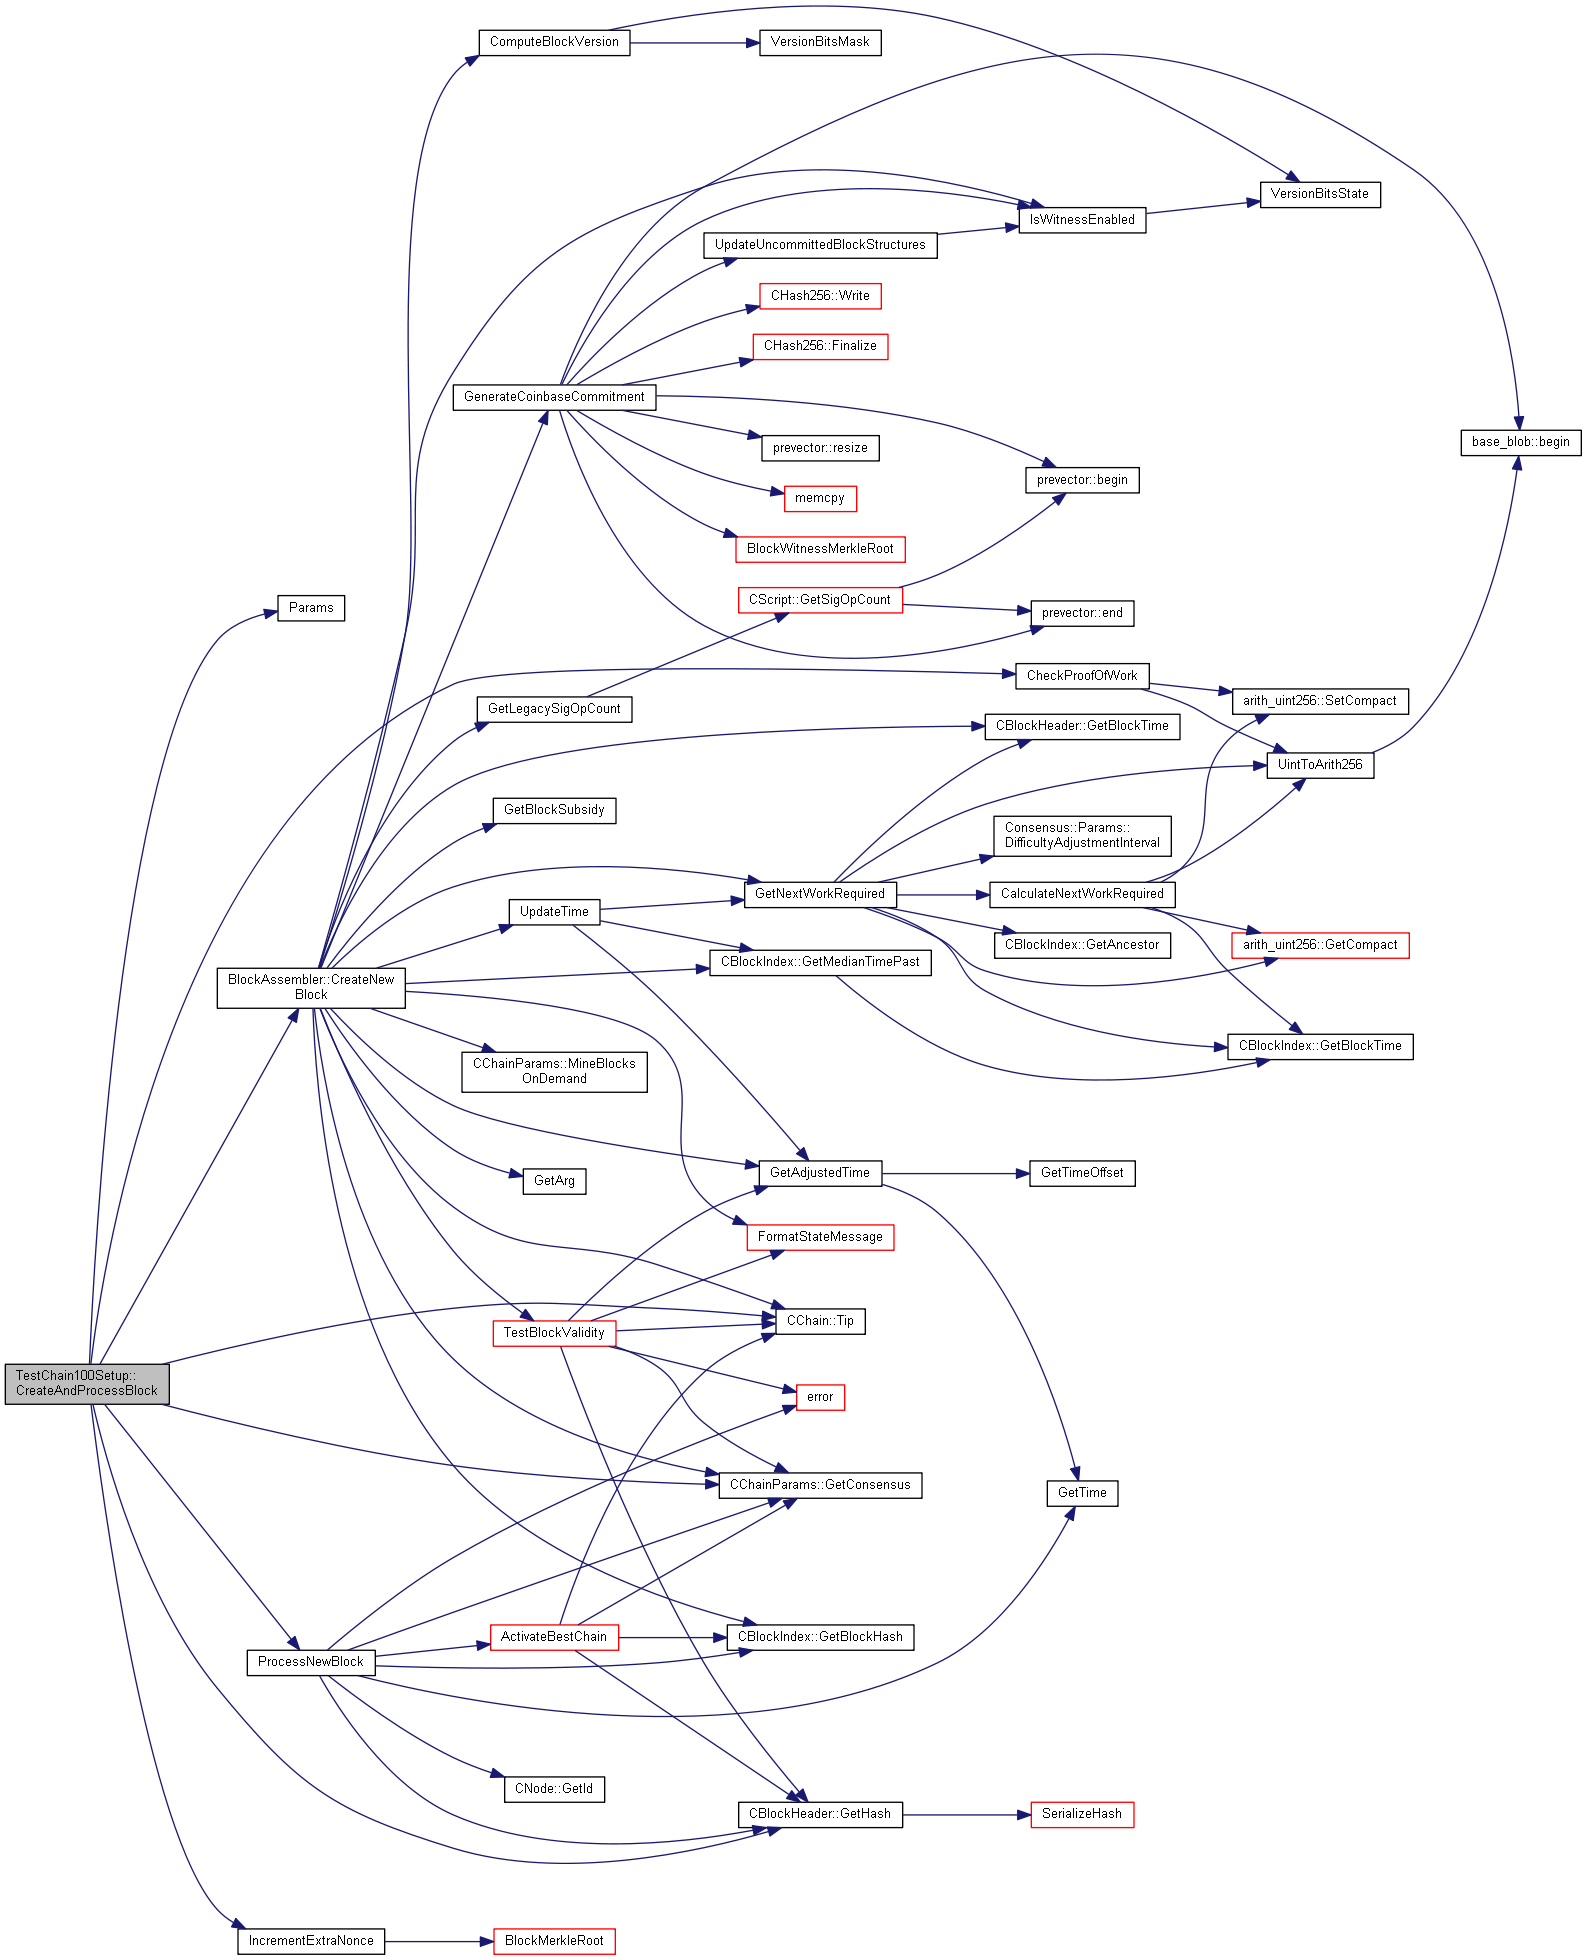 ComputeBlockVersion
VersionBitsMask
VersionBitsState
IsWitnessEnabled
UpdateUncommittedBlockStructures
CHash256::Write
CHash256::Finalize
GenerateCoinbaseCommitment
base_blob::begin
prevector::resize
prevector::begin
memcpy
BlockWitnessMerkleRoot
CScript::GetSigOpCount
Params
prevector::end
CheckProofOfWork
arith_uint256::SetCompact
GetLegacySigOpCount
CBlockHeader::GetBlockTime
UintToArith256
GetBlockSubsidy
Consensus::Params::
DifficultyAdjustmentInterval
GetNextWorkRequired
CalculateNextWorkRequired
UpdateTime
CBlockIndex::GetAncestor
arith_uint256::GetCompact
CBlockIndex::GetMedianTimePast
BlockAssembler::CreateNew
Block
CBlockIndex::GetBlockTime
CChainParams::MineBlocks
OnDemand
GetAdjustedTime
GetTimeOffset
GetArg
FormatStateMessage
CChain::Tip
TestBlockValidity
TestChain100Setup::
CreateAndProcessBlock
error
CChainParams::GetConsensus
GetTime
ActivateBestChain
CBlockIndex::GetBlockHash
ProcessNewBlock
CNode::GetId
CBlockHeader::GetHash
SerializeHash
IncrementExtraNonce
BlockMerkleRoot